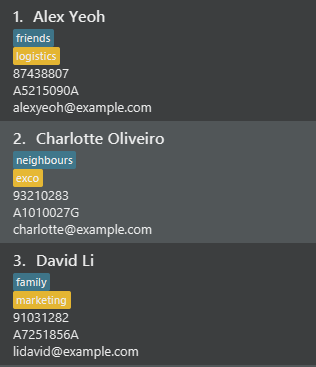 1. Alex Yeoh
friends
logistics
87438807
A5215090A
alexyeoh@example.com
2. Charlotte Oliveiro
neighbours
exco
93210283
A1010027G
charlotte@example.com
3. David Li
family
marketing
91031282
A7251856A
lidavid@example.com